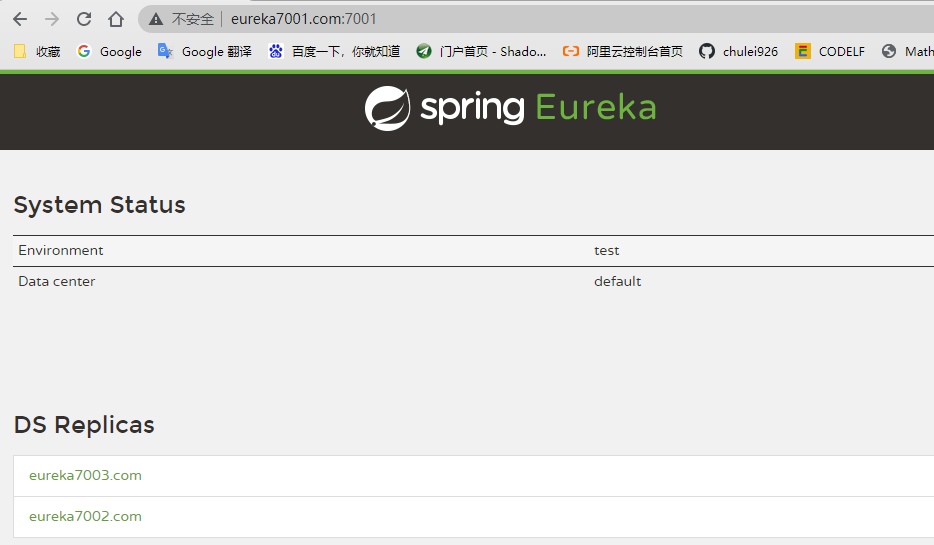 不安全 eureka7001.com:7001
收藏 Google Google 翻译 百度一下，你就知道 门户首页 - Shado... 阿里云控制台首页 chulei926 CODELF Math
spring Eureka
System Status
Environment test
Data center default
DS Replicas
eureka7003.com
eureka7002.com